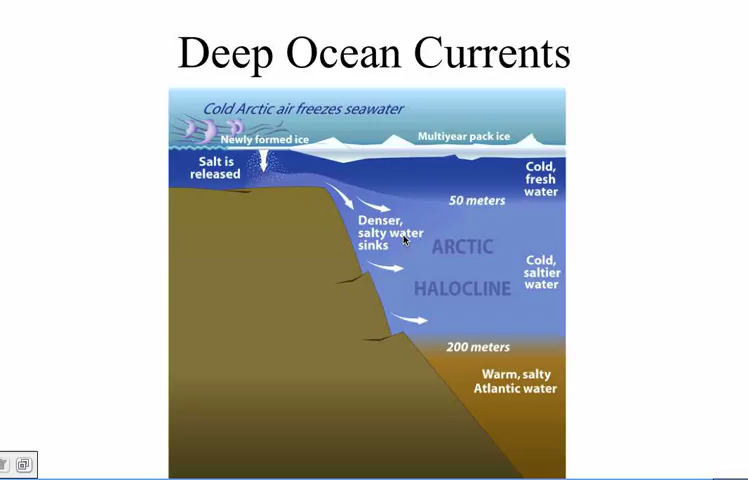 Deep Ocean Currents
Cold Arctic air freezes seawater
Newly formed ice
Multiyear pack ice
Salt is
released
Cold,
fresh
water
50 meters
Denser,
salty water
sinks
ARCTIC
HALOCLINE
Cold,
saltier
water
200 meters
Warm, salty
Atlantic water